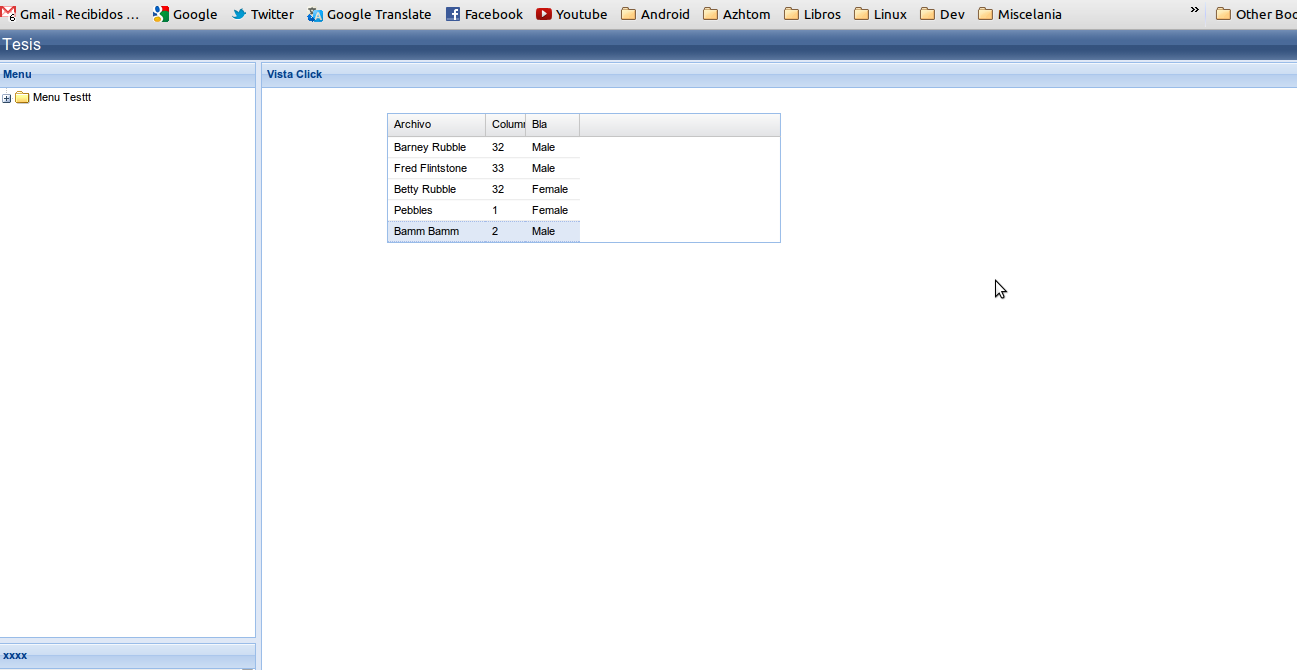 Gmail - Recibidos ... Google Twitter Google Translate Facebook Youtube Android Azhtom Libros Linux Dev Miscelania » Other Boo
Tesis
Menu
Menu Testtt
xxxx
Vista Click
Archivo Colum Bla
Barney Rubble 32 Male
Fred Flintstone 33 Male
Betty Rubble 32 Female
Pebbles 1 Female
Bamm Bamm 2 Male